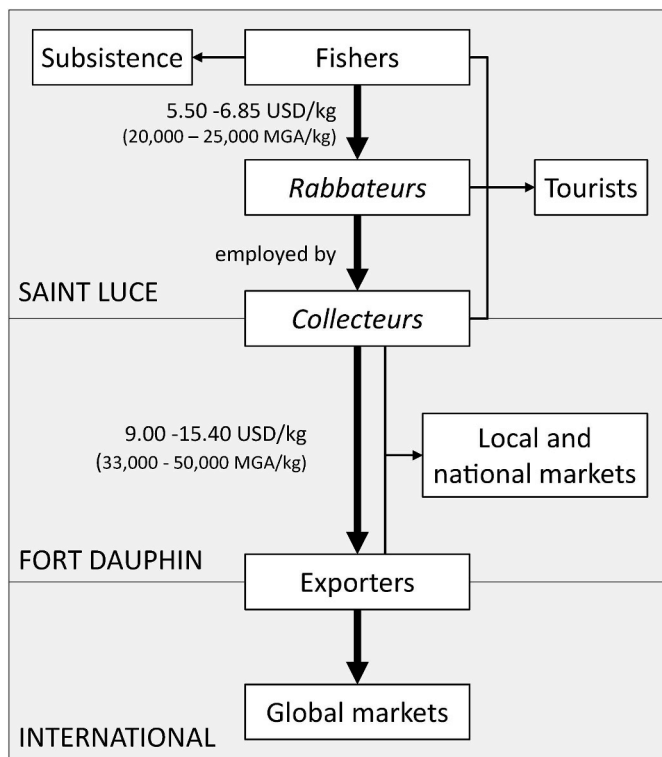 Subsistence
Fishers
5.50 -6.85 USD/kg
(20,000 – 25,000 MGA/kg)
Rabbateurs
Tourists
employed by
SAINT LUCE
Collecteurs
9.00 -15.40 USD/kg
(33,000 - 50,000 MGA/kg)
Local and
national markets
FORT DAUPHIN
Exporters
Global markets
INTERNATIONAL